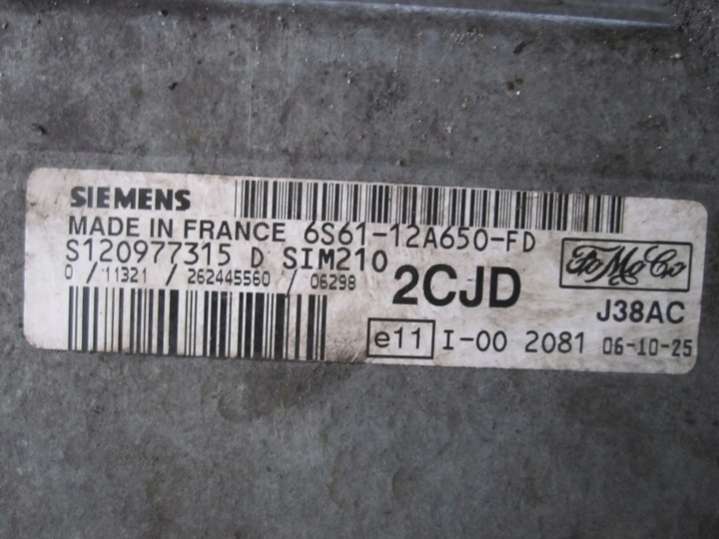 SIEMENS
MADE IN FRANCE 6S61-12A650-FD
S120977315 D SIM210
0 / 11321 / 262445560 / 06298
2CJD
FoMoCo
J38AC
e11 I-00 2081 06-10-25